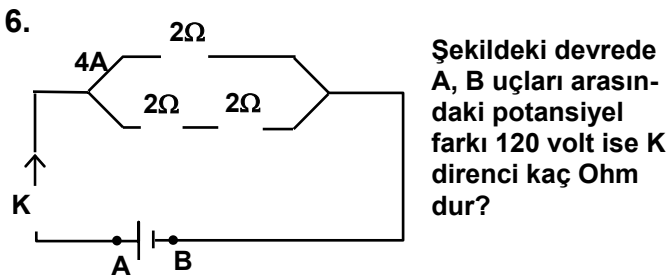 6.
2Ω
4A
2Ω 2Ω
K
A B
Şekildeki devrede
A, B uçları arasın-
daki potansiyel
farkı 120 volt ise K
direnci kaç Ohm
dur?